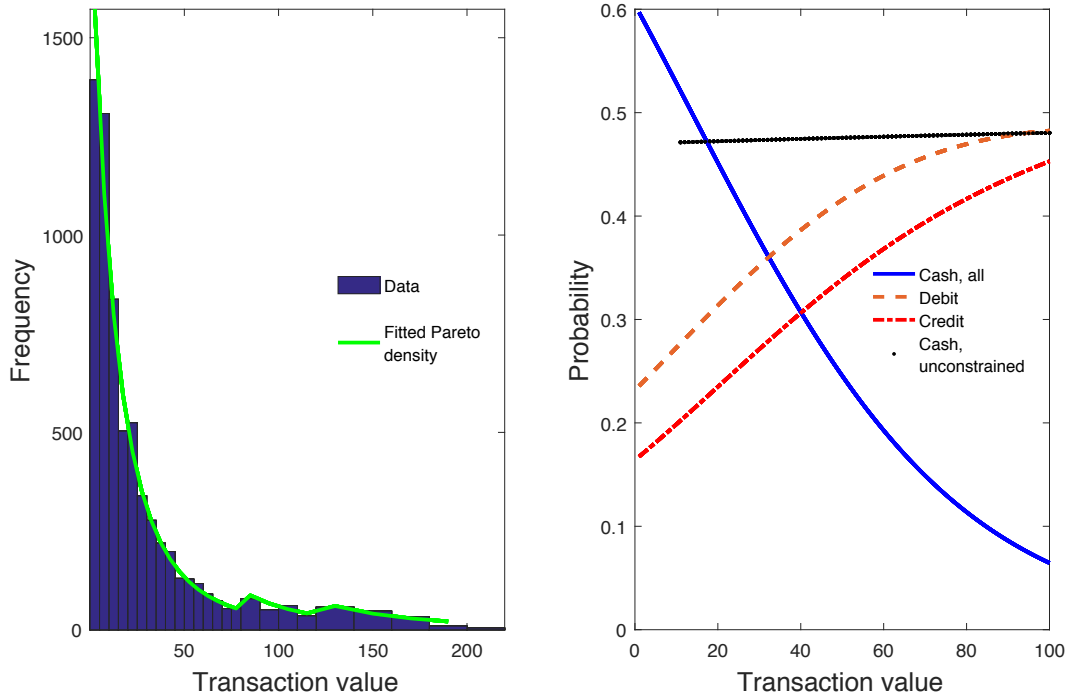 1500
1000
500
0
50
100
150
200
Frequency
Transaction value
Data
Fitted Pareto
density
0.6
0.5
0.4
0.3
0.2
0.1
0
0
20
40
60
80
100
Probability
Transaction value
Cash, all
Debit
Credit
Cash,
unconstrained